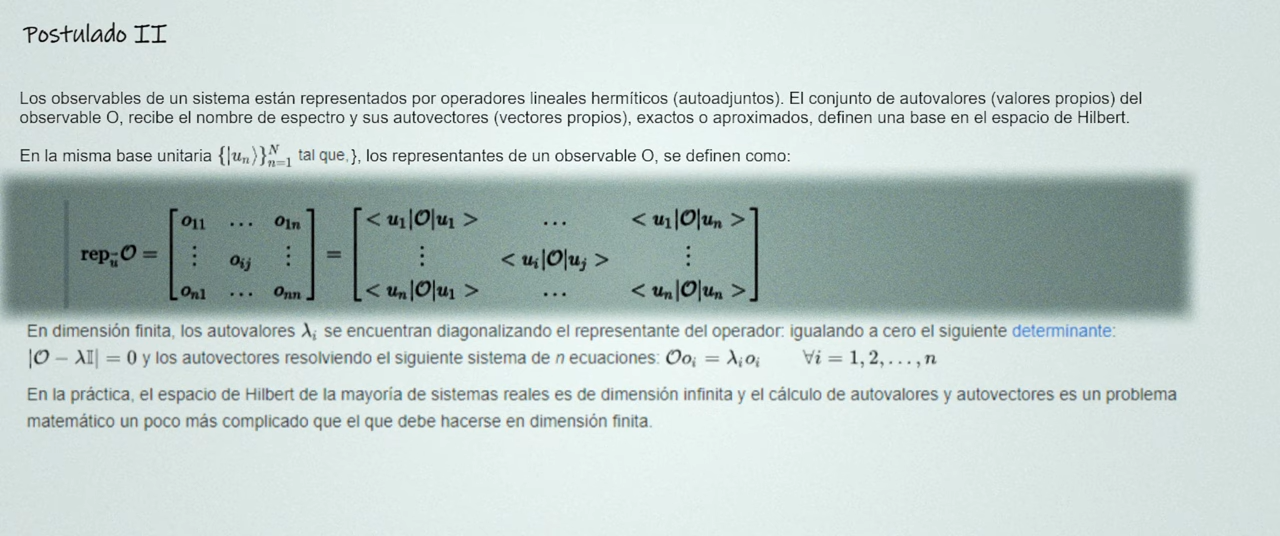 Postulado II
Los observables de un sistema están representados por operadores lineales hermíticos (autoadjuntos). El conjunto de autovalores (valores propios) del
observable O, recibe el nombre de espectro y sus autovectores (vectores propios), exactos o aproximados, definen una base en el espacio de Hilbert.
En la misma base unitaria {|uₙ⟩}ᴺₙ₌₁ tal que,}, los representantes de un observable O, se definen como:
o₁₁ … o₁ₙ < u₁|𝒪|u₁ > … < u₁|𝒪|uₙ >
rep_ū 𝒪 = ⋮ oᵢⱼ ⋮ = ⋮ < uᵢ|𝒪|uⱼ > ⋮
oₙ₁ … oₙₙ < uₙ|𝒪|u₁ > … < uₙ|𝒪|uₙ >
En dimensión finita, los autovalores λᵢ se encuentran diagonalizando el representante del operador: igualando a cero el siguiente determinante:
|𝒪 − λ𝕀| = 0 y los autovectores resolviendo el siguiente sistema de n ecuaciones: 𝒪oᵢ = λᵢoᵢ ∀i = 1, 2, . . . , n
En la práctica, el espacio de Hilbert de la mayoría de sistemas reales es de dimensión infinita y el cálculo de autovalores y autovectores es un problema
matemático un poco más complicado que el que debe hacerse en dimensión finita.